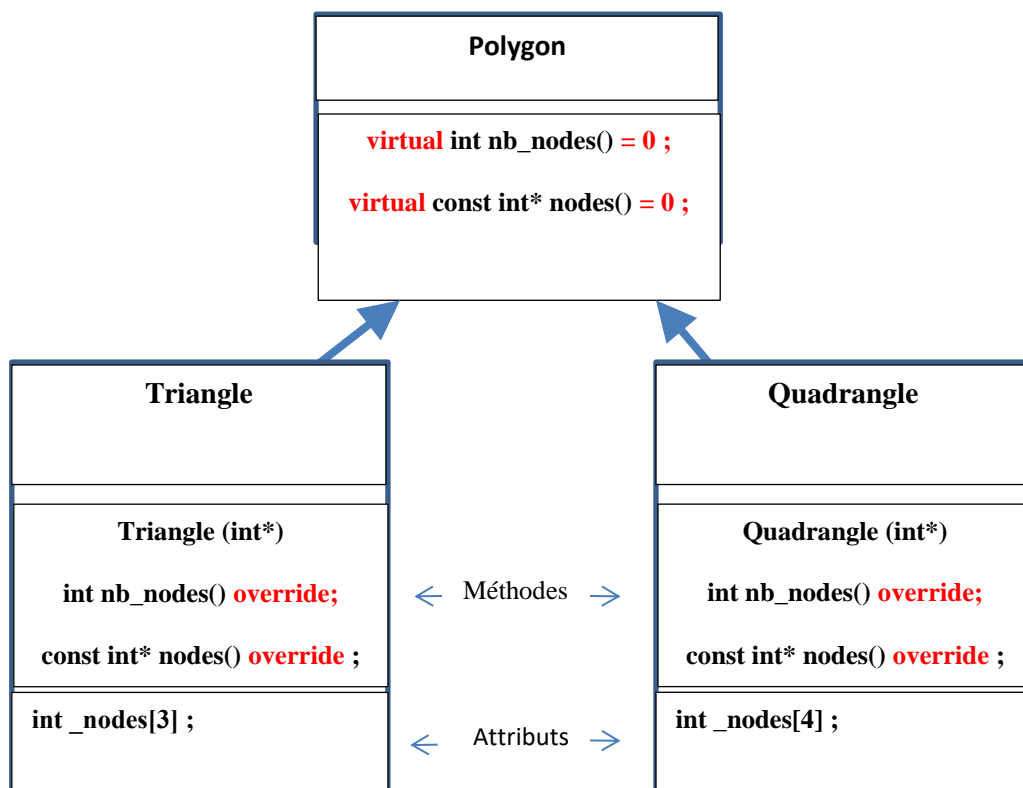 Polygon
virtual int nb_nodes() = 0 ;
virtual const int* nodes() = 0 ;
Triangle
Quadrangle
Triangle (int*)
int nb_nodes() override;
const int* nodes() override ;
Méthodes
Quadrangle (int*)
int nb_nodes() override;
const int* nodes() override ;
int _nodes[3] ;
Attributs
int _nodes[4] ;